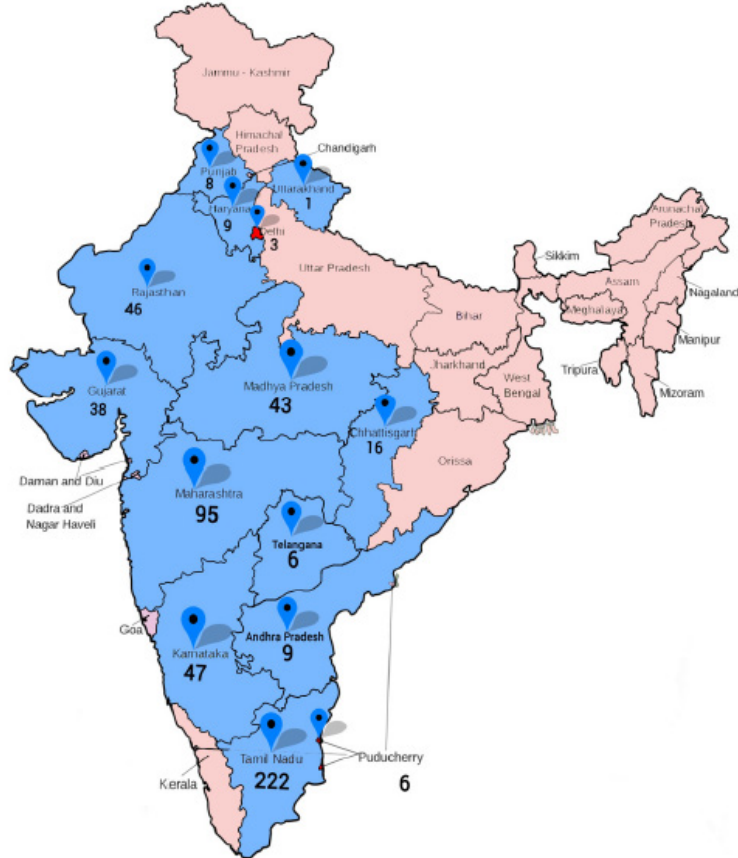 Jammu - Kashmir
Himachal
Pradesh
Chandigarh
Punjab
8
Uttarakhand
1
Haryana
9
Delhi
3
Arunachal
Pradesh
Sikkim
Uttar Pradesh
Assam
Nagaland
Rajasthan
46
Bihar
Meghalaya
Manipur
Jharkhand
Tripura
Gujarat
38
Madhya Pradesh
43
West
Bengal
Mizoram
Chhattisgarh
16
Orissa
Daman and Diu
Maharashtra
95
Dadra and
Nagar Haveli
Telangana
6
Goa
Andhra Pradesh
9
Karnataka
47
Tamil Nadu
222
Puducherry
6
Kerala